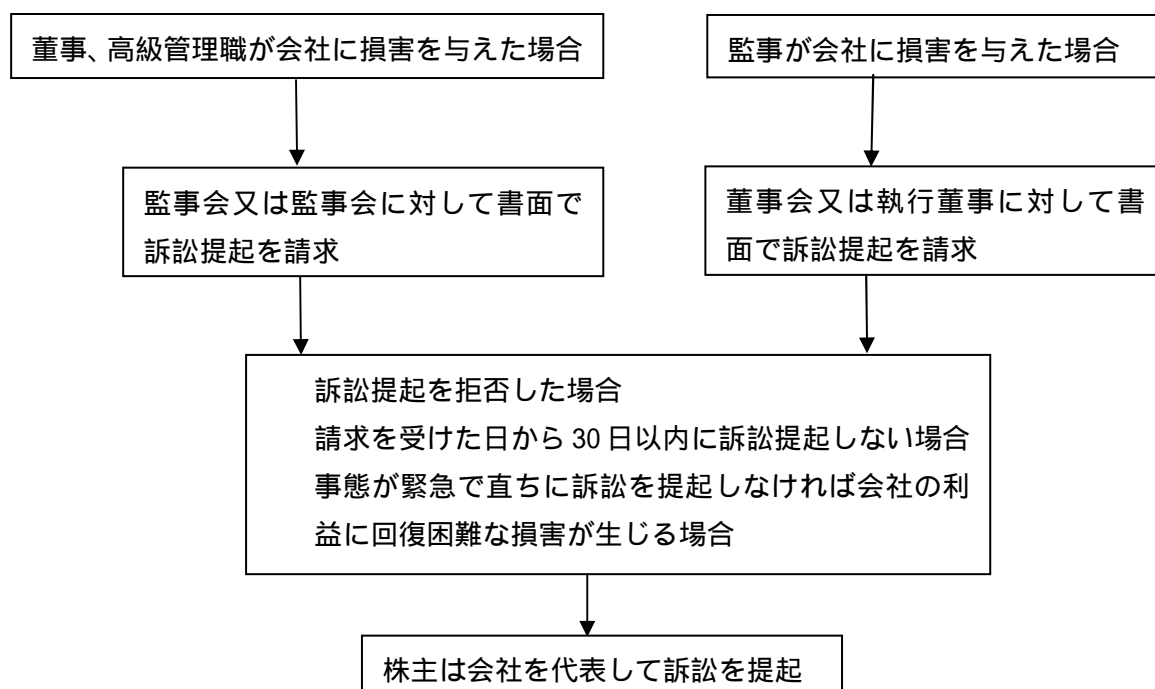 董事、高級管理職が会社に損害を与えた場合
監事が会社に損害を与えた場合
監事会又は監事会に対して書面で
訴訟提起を請求
董事会又は執行董事に対して書
面で訴訟提起を請求
訴訟提起を拒否した場合
請求を受けた日から 30 日以内に訴訟提起しない場合
事態が緊急で直ちに訴訟を提起しなければ会社の利
益に回復困難な損害が生じる場合
株主は会社を代表して訴訟を提起